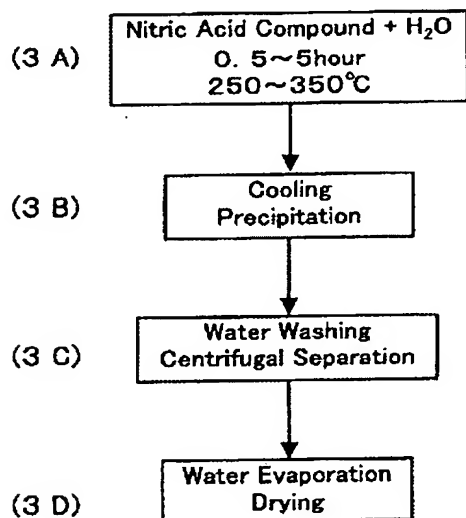 (3 A)
Nitric Acid Compound + H₂O
0. 5~5hour
250~350℃
(3 B)
Cooling
Precipitation
(3 C)
Water Washing
Centrifugal Separation
(3 D)
Water Evaporation
Drying